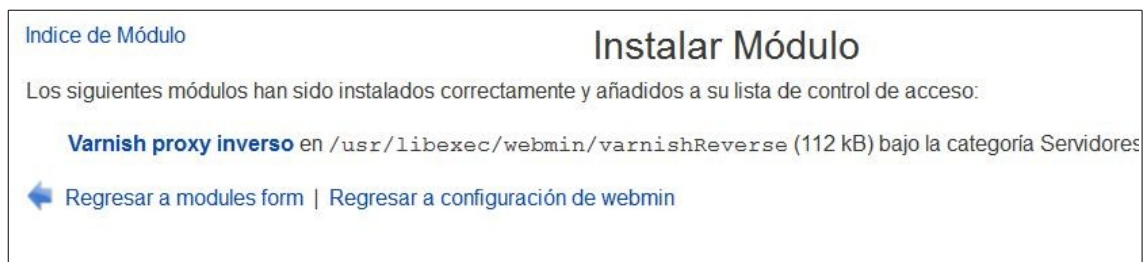 Indice de Módulo
Instalar Módulo
Los siguientes módulos han sido instalados correctamente y añadidos a su lista de control de acceso:
Varnish proxy inverso en /usr/libexec/webmin/varnishReverse (112 kB) bajo la categoría Servidores
Regresar a modules form | Regresar a configuración de webmin